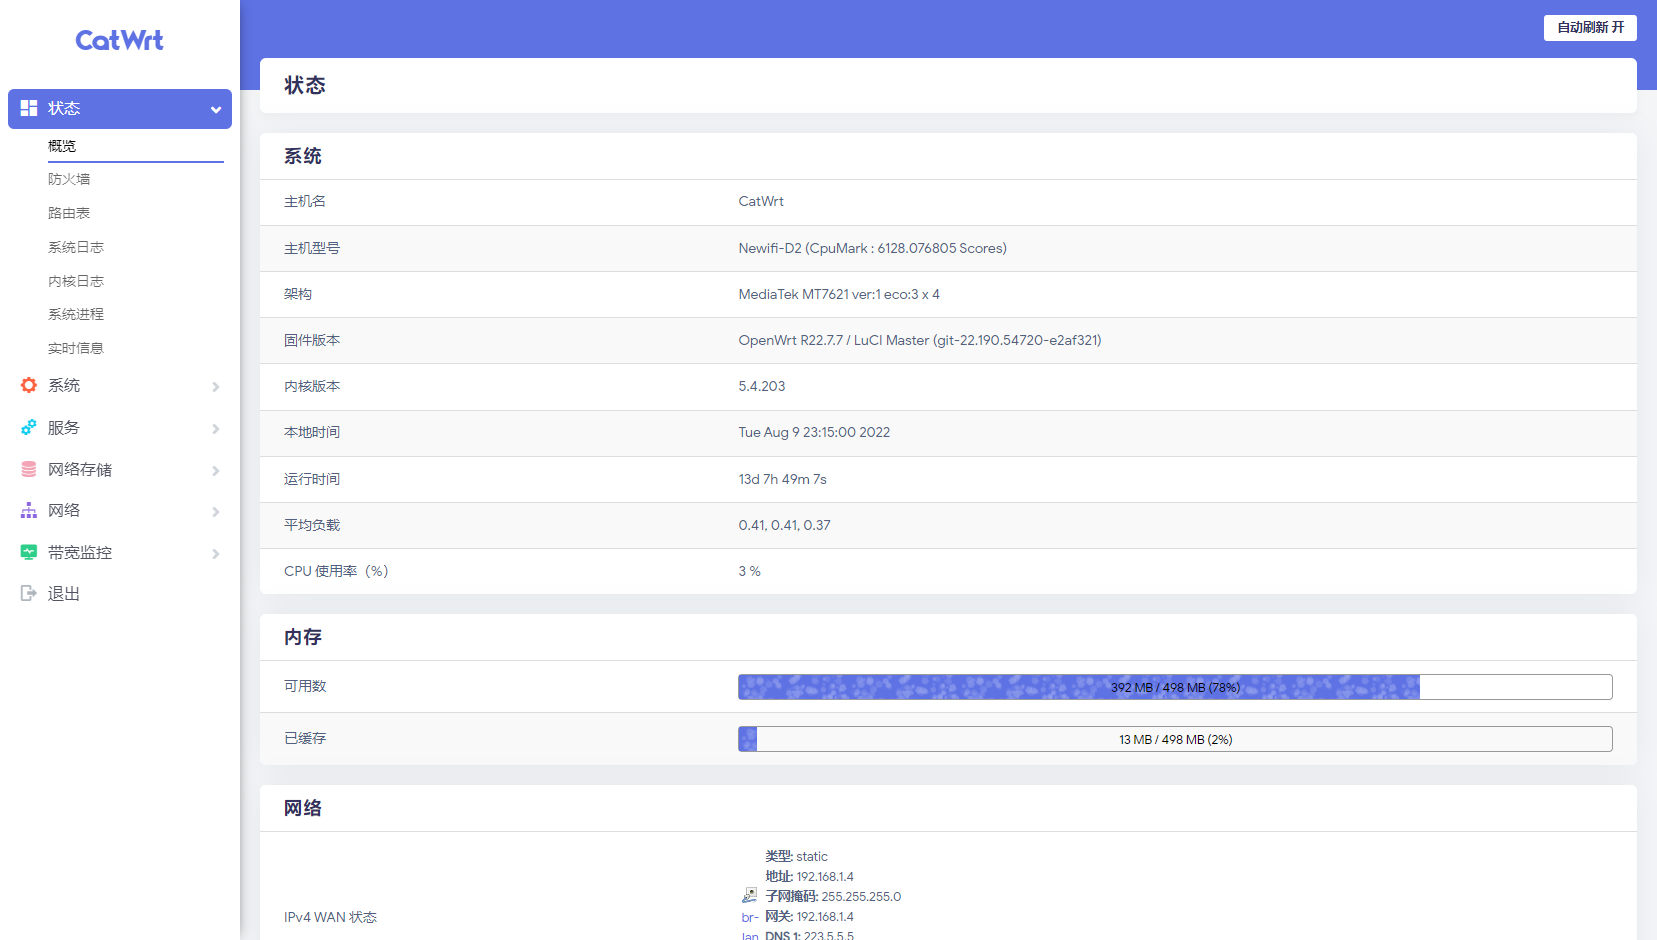 CatWrt
状态
概览
防火墙
路由表
系统日志
内核日志
系统进程
实时信息
系统
服务
网络存储
网络
带宽监控
退出
自动刷新 开
状态
系统
主机名 CatWrt
主机型号 Newifi-D2 (CpuMark : 6128.076805 Scores)
架构 MediaTek MT7621 ver:1 eco:3 x 4
固件版本 OpenWrt R22.7.7 / LuCI Master (git-22.190.54720-e2af321)
内核版本 5.4.203
本地时间 Tue Aug 9 23:15:00 2022
运行时间 13d 7h 49m 7s
平均负载 0.41, 0.41, 0.37
CPU 使用率（%） 3 %
内存
可用数 392 MB / 498 MB (78%)
已缓存 13 MB / 498 MB (2%)
网络
IPv4 WAN 状态
br-
lan
类型: static
地址: 192.168.1.4
子网掩码: 255.255.255.0
网关: 192.168.1.4
DNS 1: 223.5.5.5